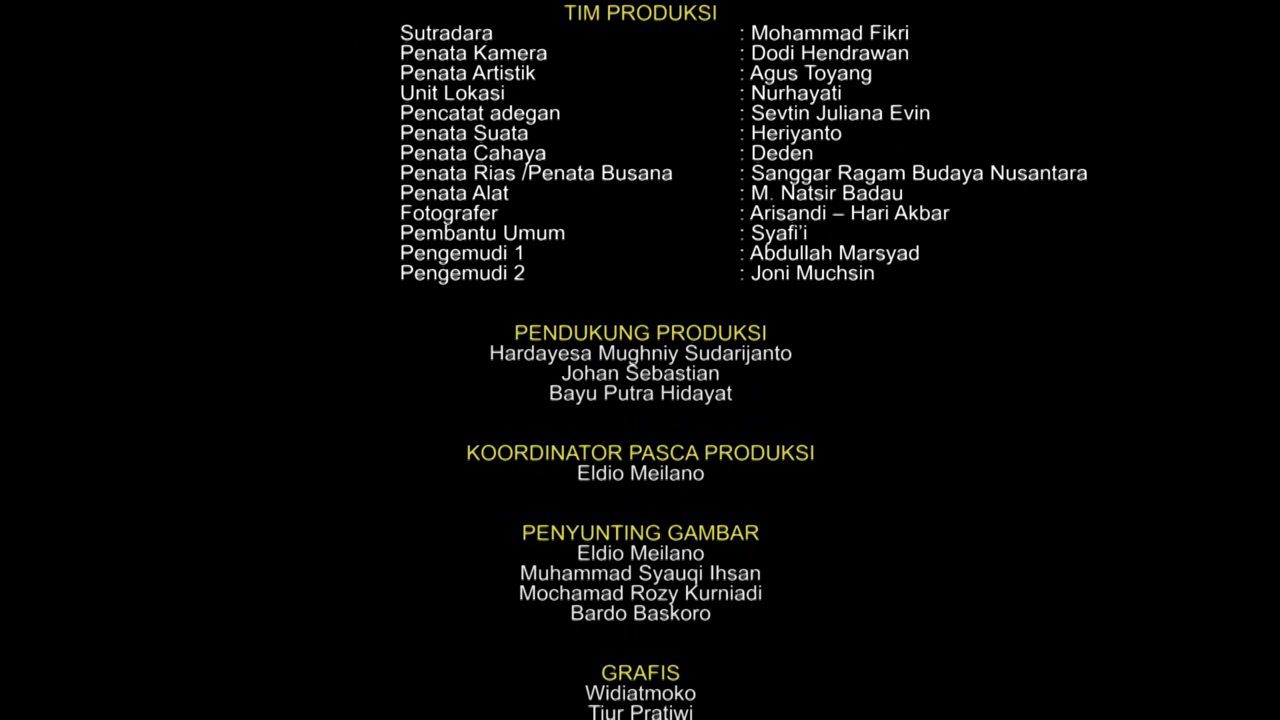 TIM PRODUKSI
Sutradara : Mohammad Fikri
Penata Kamera : Dodi Hendrawan
Penata Artistik : Agus Toyang
Unit Lokasi : Nurhayati
Pencatat adegan : Sevtin Juliana Evin
Penata Suata : Heriyanto
Penata Cahaya : Deden
Penata Rias /Penata Busana : Sanggar Ragam Budaya Nusantara
Penata Alat : M. Natsir Badau
Fotografer : Arisandi – Hari Akbar
Pembantu Umum : Syafi’i
Pengemudi 1 : Abdullah Marsyad
Pengemudi 2 : Joni Muchsin
PENDUKUNG PRODUKSI
Hardayesa Mughniy Sudarijanto
Johan Sebastian
Bayu Putra Hidayat
KOORDINATOR PASCA PRODUKSI
Eldio Meilano
PENYUNTING GAMBAR
Eldio Meilano
Muhammad Syauqi Ihsan
Mochamad Rozy Kurniadi
Bardo Baskoro
GRAFIS
Widiatmoko
Tiur Pratiwi